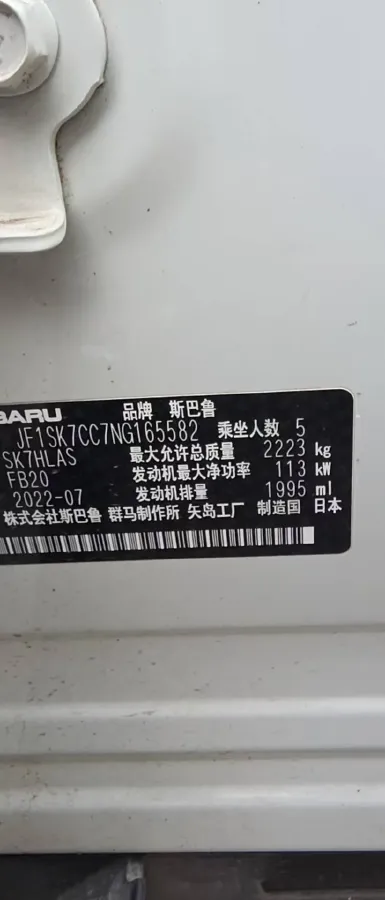 BARU 品牌 斯巴鲁
JF1SK7CC7NG165582 乘坐人数 5
SK7HLAS 最大允许总质量 2223 kg
FB20 发动机最大净功率 113 kW
2022-07 发动机排量 1995 ml
株式会社斯巴鲁 群马制作所 矢岛工厂 制造国 日本